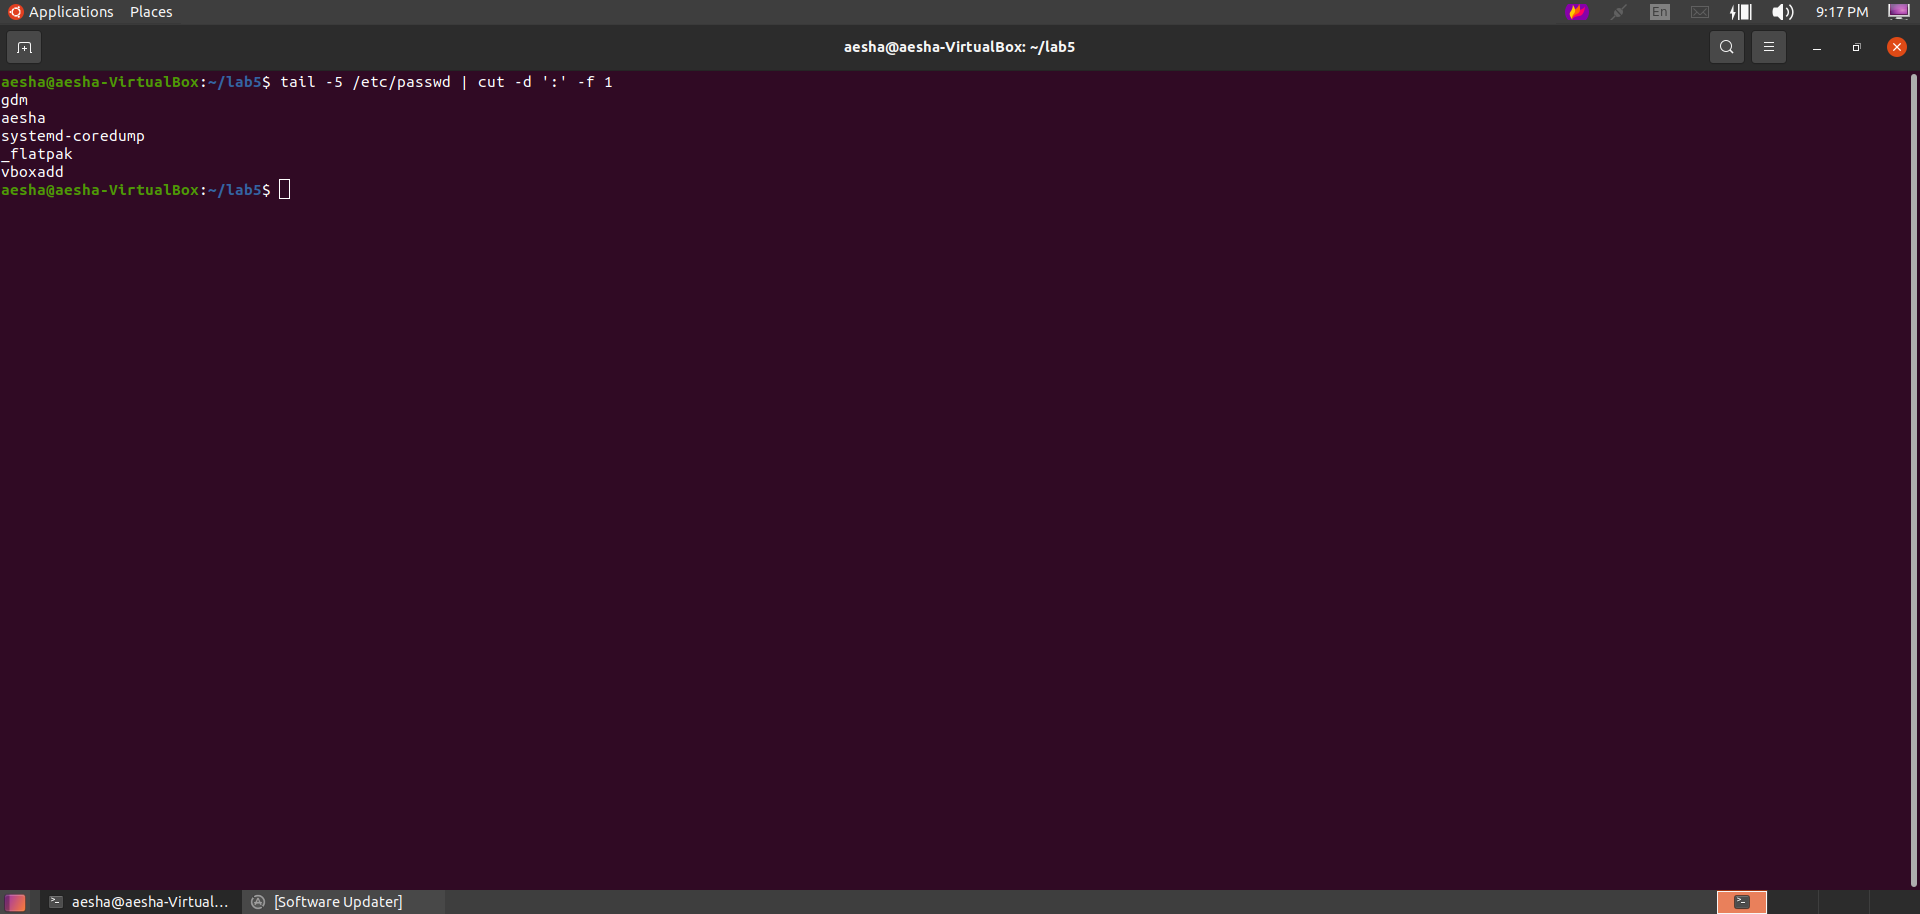 Applications Places En 9:17 PM
aesha@aesha-VirtualBox: ~/lab5
aesha@aesha-VirtualBox:~/lab5$ tail -5 /etc/passwd | cut -d ':' -f 1
gdm
aesha
systemd-coredump
_flatpak
vboxadd
aesha@aesha-VirtualBox:~/lab5$
aesha@aesha-Virtual... [Software Updater]